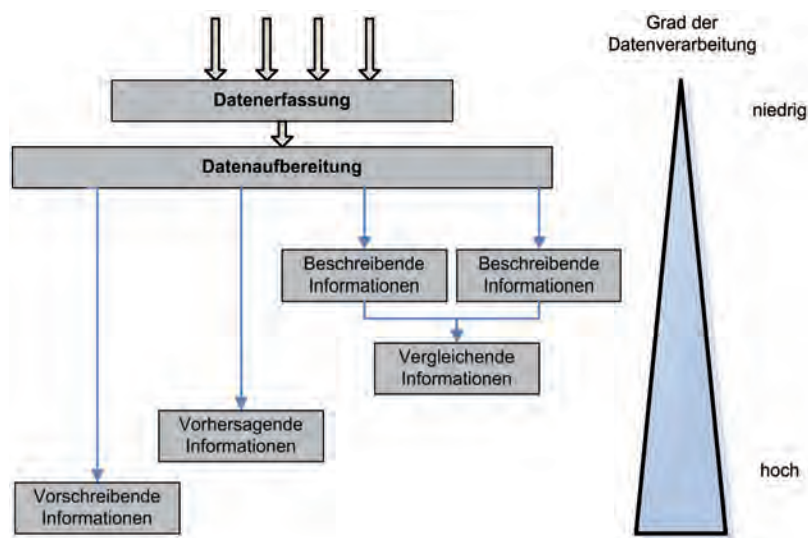 Grad der
Datenverarbeitung
Datenerfassung
niedrig
Datenaufbereitung
Beschreibende
Informationen
Beschreibende
Informationen
Vergleichende
Informationen
Vorhersagende
Informationen
hoch
Vorschreibende
Informationen